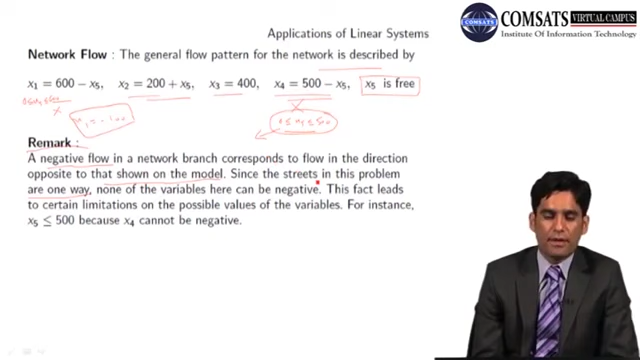 Applications of Linear Systems
COMSATS VIRTUAL CAMPUS
Institute Of Information Technology
Network Flow : The general flow pattern for the network is described by
x₁ = 600 − x₅, x₂ = 200 + x₅, x₃ = 400, x₄ = 500 − x₅, x₅ is free
Remark :
A negative flow in a network branch corresponds to flow in the direction
opposite to that shown on the model. Since the streets in this problem
are one way, none of the variables here can be negative. This fact leads
to certain limitations on the possible values of the variables. For instance,
x₅ ≤ 500 because x₄ cannot be negative.